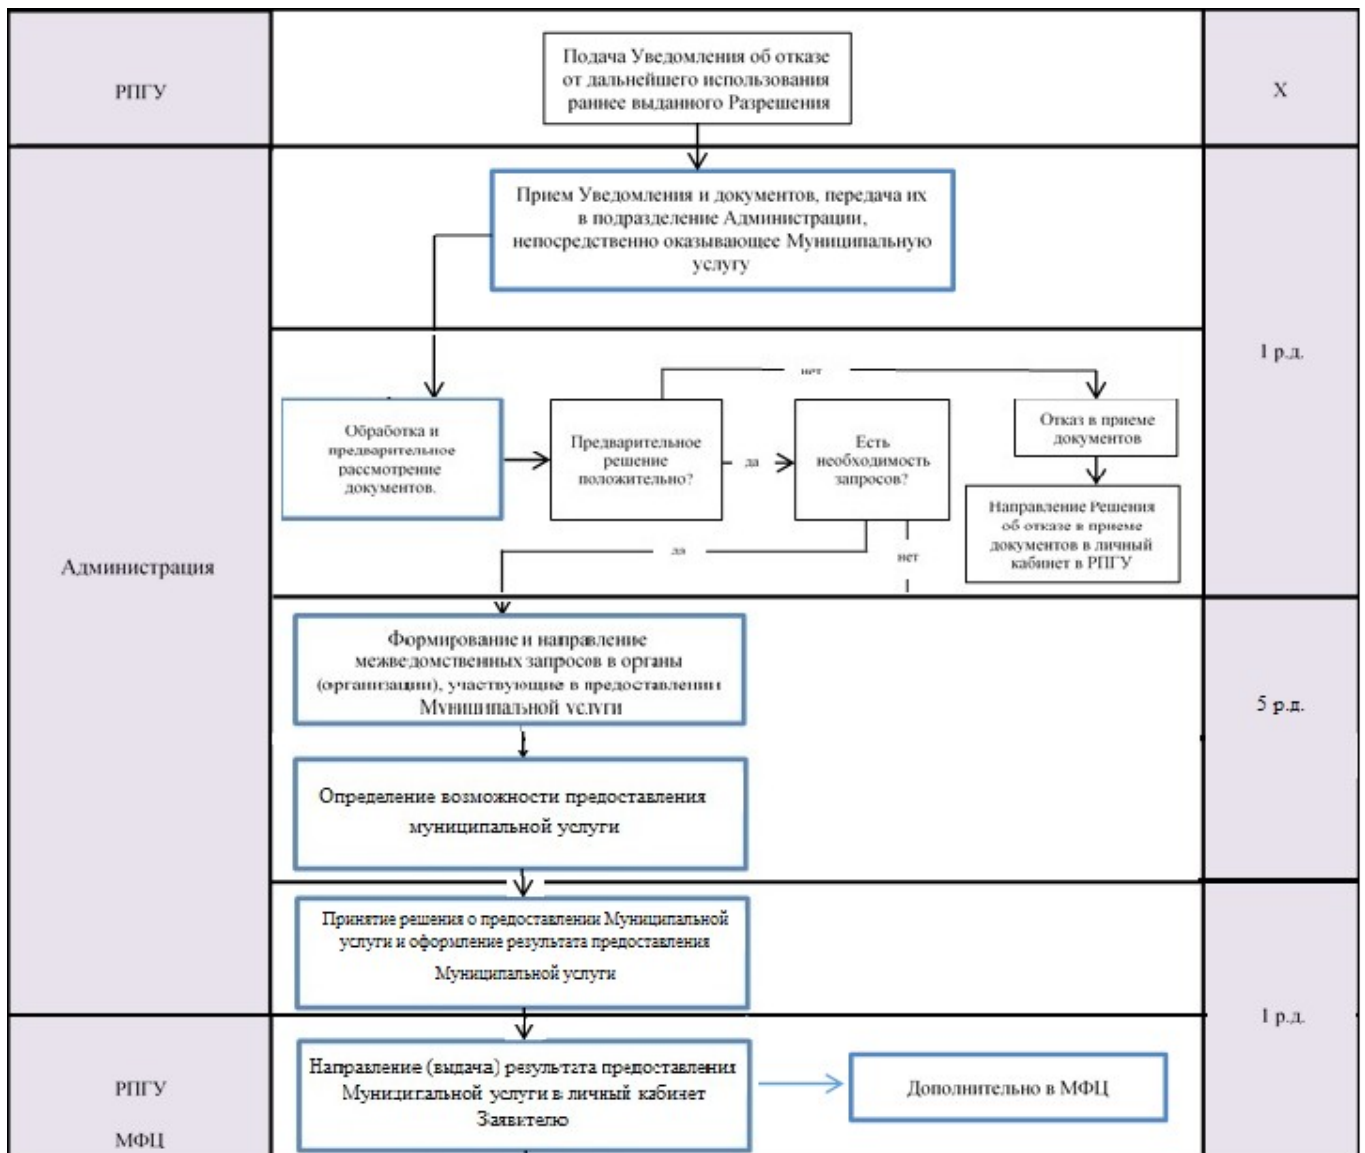 РПГУ
Подача Уведомления об отказе
от дальнейшего использования
раннее выданного Разрешения
X
Прием Уведомления и документов, передача их
в подразделение Администрации,
непосредственно оказывающее Муниципальную
услугу
1 р.д.
нет
Обработка и
предварительное
рассмотрение
документов.
Предварительное
решение
положительно?
да
Есть
необходимость
запросов?
Отказ в приеме
документов
Направление Решения
об отказе в приеме
документов в личный
кабинет в РПГУ
да
нет
Администрация
Формирование и направление
межведомственных запросов в органы
(организации), участвующие в предоставлении
Муниципальной услуги
5 р.д.
Определение возможности предоставления
муниципальной услуги
Принятие решения о предоставлении Муниципальной
услуги и оформление результата предоставления
Муниципальной услуги
1 р.д.
РПГУ
МФЦ
Направление (выдача) результата предоставления
Муниципальной услуги в личный кабинет
Заявителю
Дополнительно в МФЦ